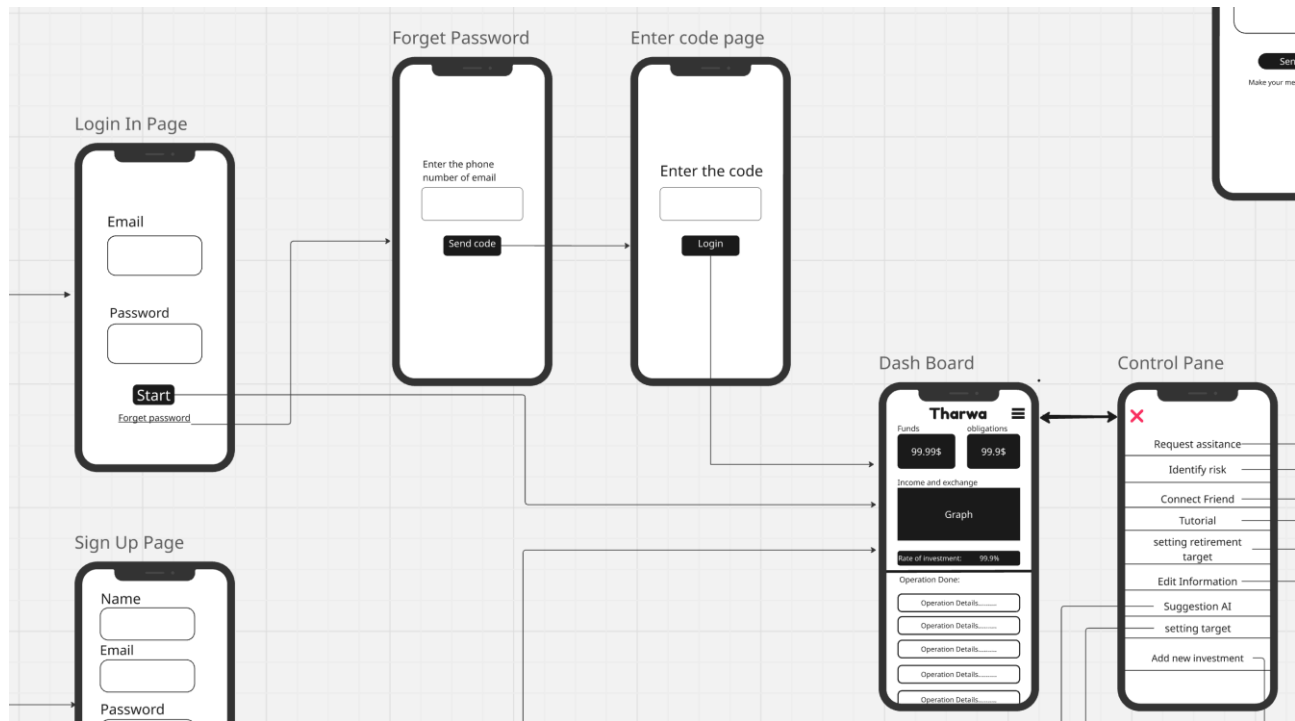 Login In Page
Email
Password
Start
Forget password
Forget Password
Enter the phone
number of email
Send code
Enter code page
Enter the code
Login
Sign Up Page
Name
Email
Password
Dash Board
Tharwa
Funds
obligations
99.99$
99.9$
Income and exchange
Graph
Rate of investment: 99.9%
Operation Done:
Operation Details..........
Operation Details..........
Operation Details..........
Operation Details..........
Operation Details..........
Control Pane
Request assitance
Identify risk
Connect Friend
Tutorial
setting retirement
target
Edit Information
Suggestion AI
setting target
Add new investment
Make your